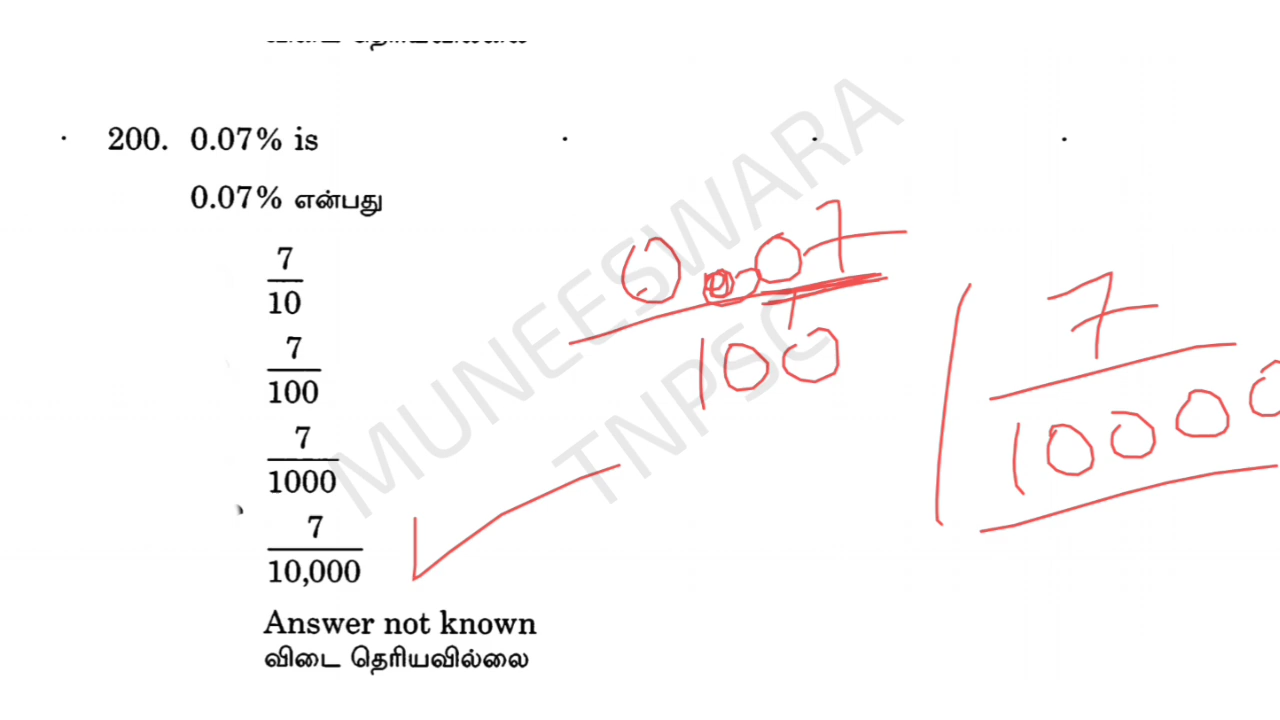 200. 0.07% is
0.07% என்பது
7
10
7
100
7
1000
7
10,000
Answer not known
விடை தெரியவில்லை
0.07
100
7
10000
MUNEESWARA
TNPSC